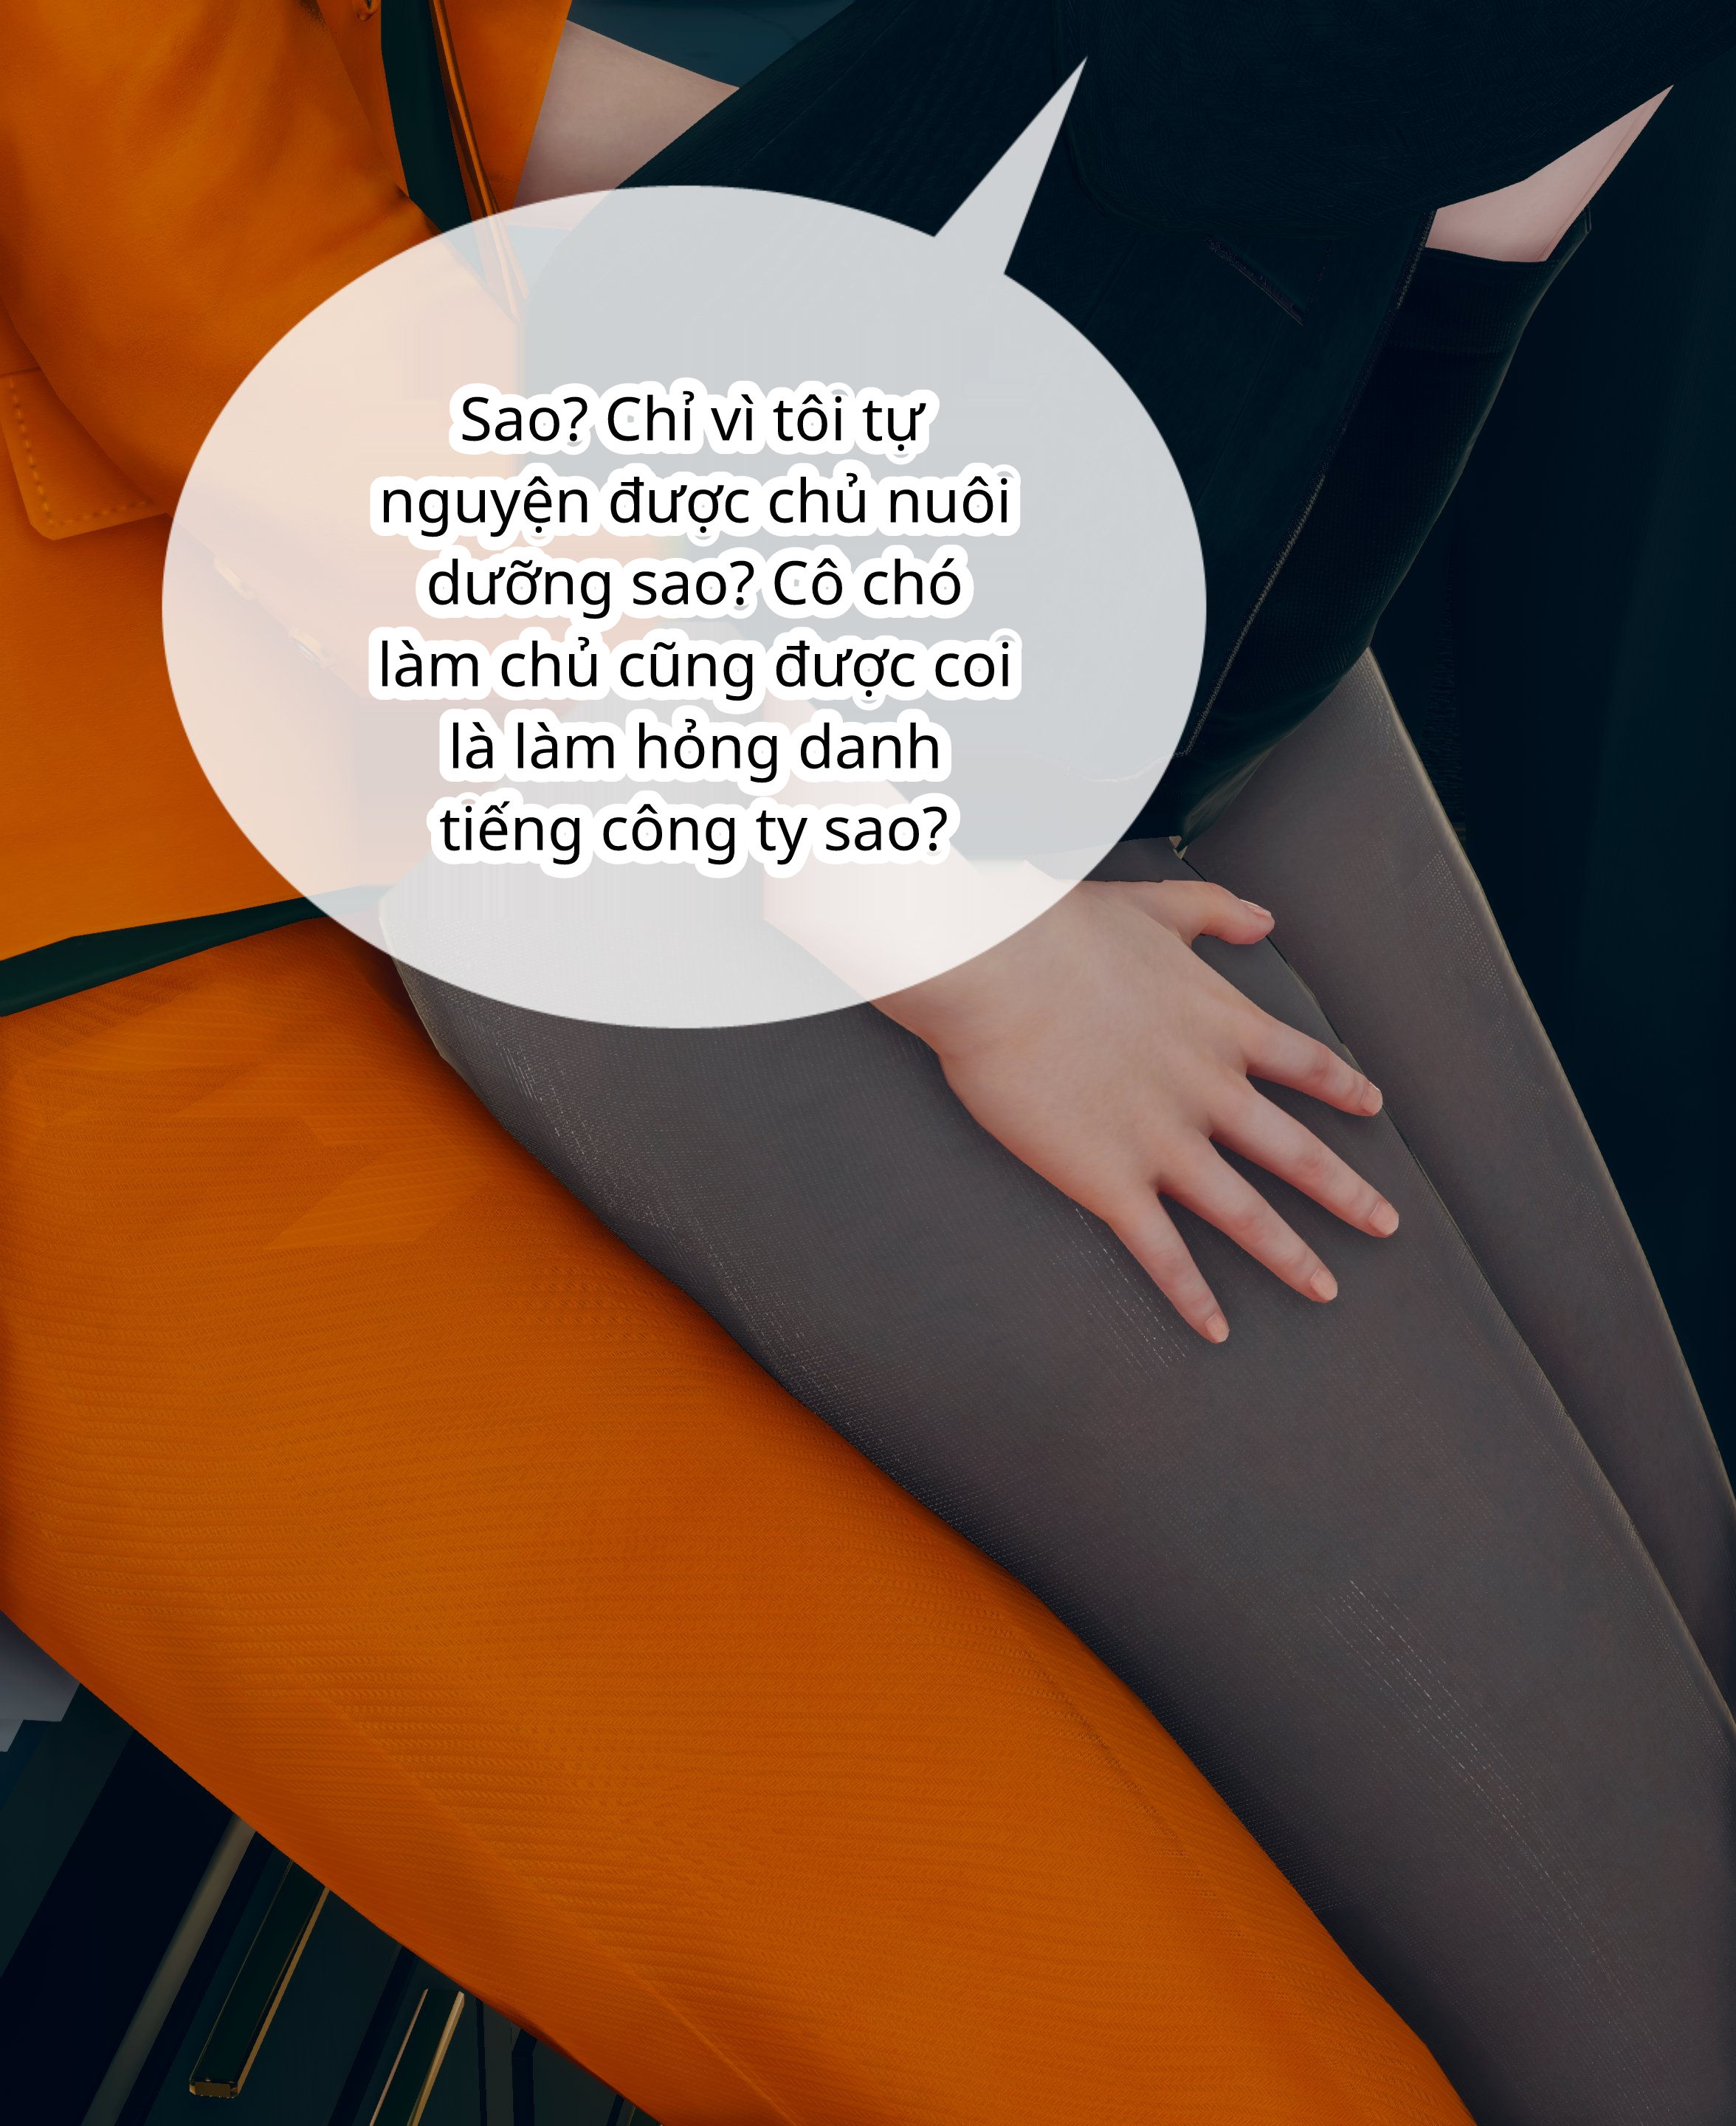 Sao? Chỉ vì tôi tự
nguyện được chủ nuôi
dưỡng sao? Cô chó
làm chủ cũng được coi
là làm hỏng danh
tiếng công ty sao?